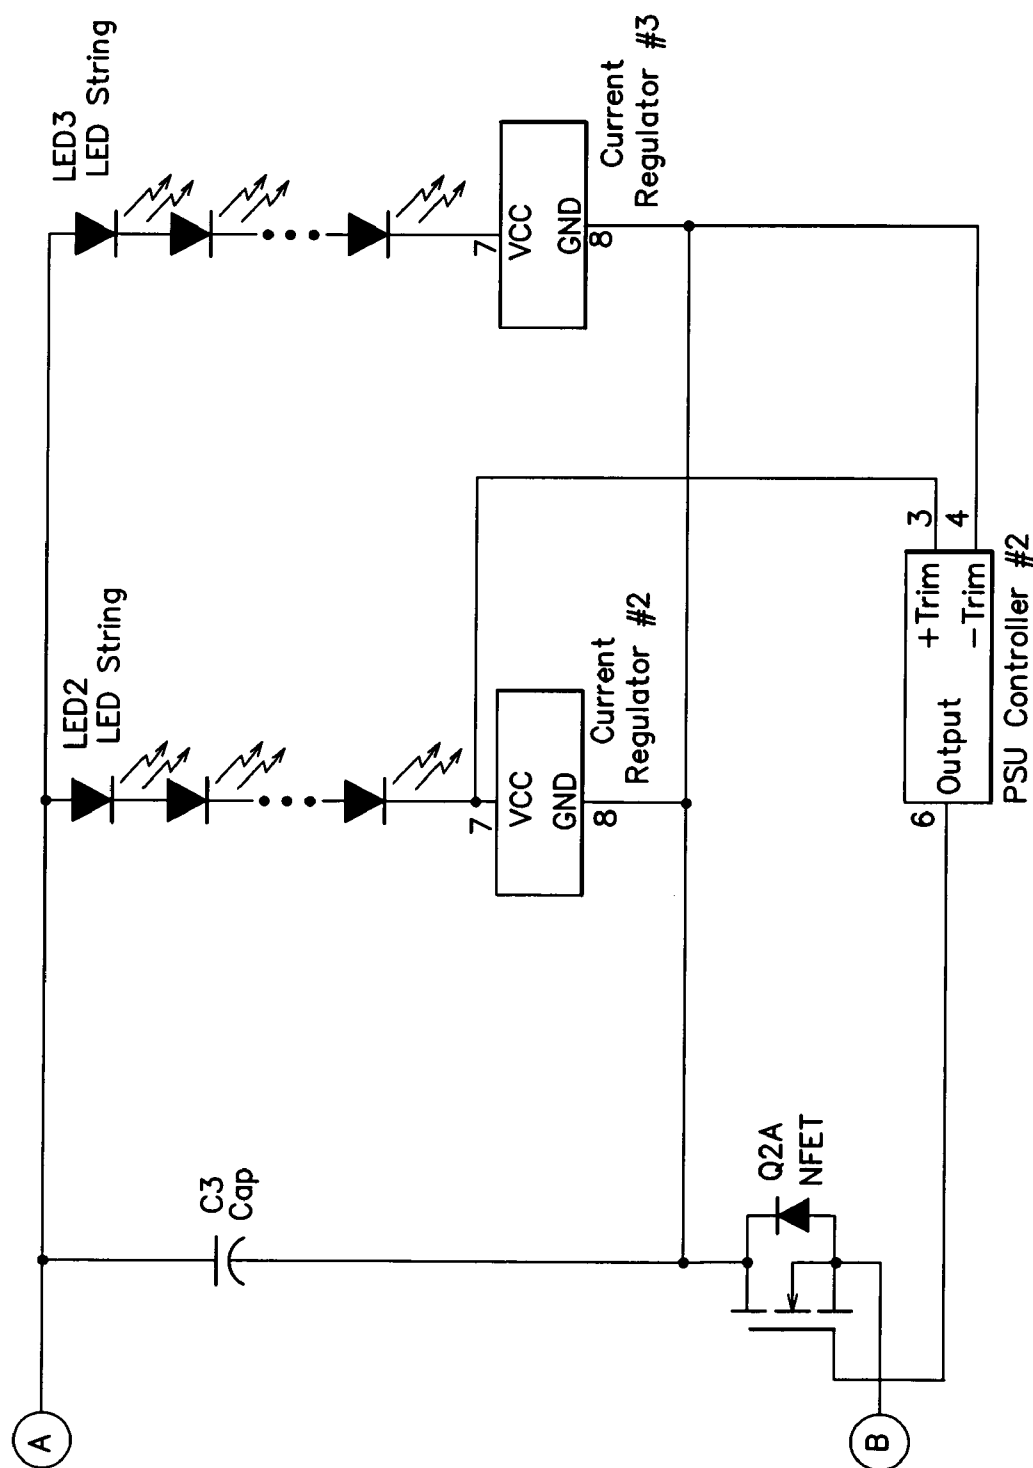 A
B
C3
Cap
Q2A
NFET
LED2
LED String
7
VCC
GND
8
Current
Regulator #2
LED3
LED String
7
VCC
GND
8
Current
Regulator #3
6
Output
+Trim
−Trim
3
4
PSU Controller #2